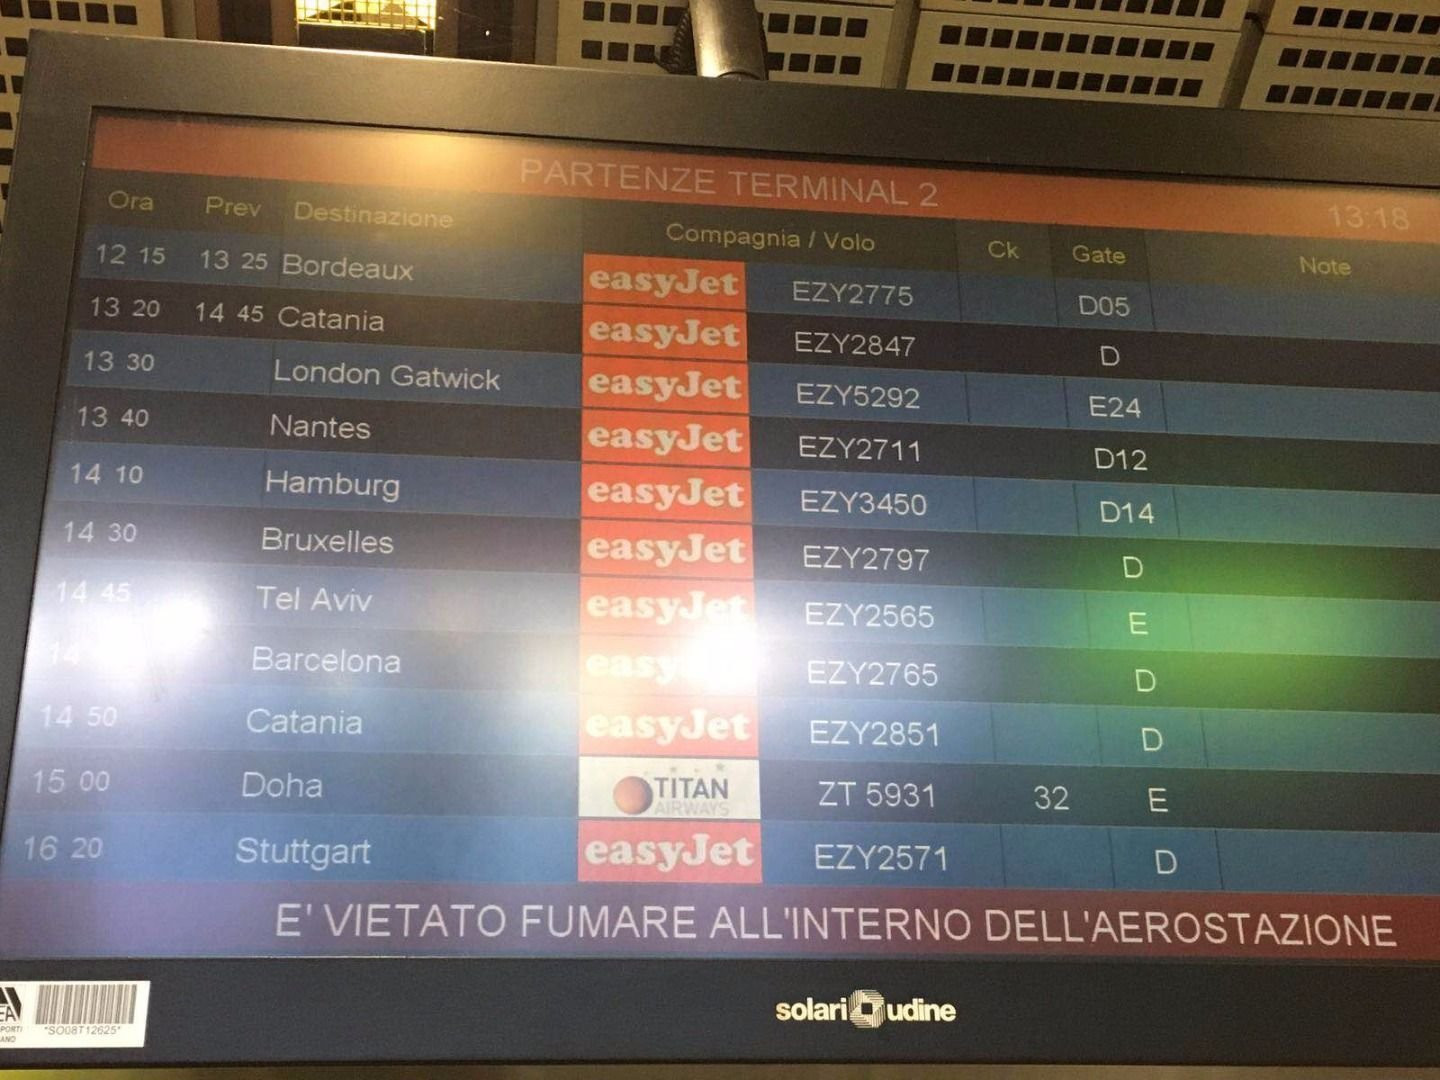 PARTENZE TERMINAL 2 13:18
Ora Prev Destinazione Compagnia / Volo Ck Gate Note
12 15 13 25 Bordeaux easyJet EZY2775 D05
13 20 14 45 Catania easyJet EZY2847 D
13 30 London Gatwick easyJet EZY5292 E24
13 40 Nantes easyJet EZY2711 D12
14 10 Hamburg easyJet EZY3450 D14
14 30 Bruxelles easyJet EZY2797 D
14 45 Tel Aviv easyJet EZY2565 E
14 Barcelona EZY2765 D
14 50 Catania easyJet EZY2851 D
15 00 Doha TITAN AIRWAYS ZT 5931 32 E
16 20 Stuttgart easyJet EZY2571 D
E' VIETATO FUMARE ALL'INTERNO DELL'AEROSTAZIONE
*SO08T12625*
solari udine